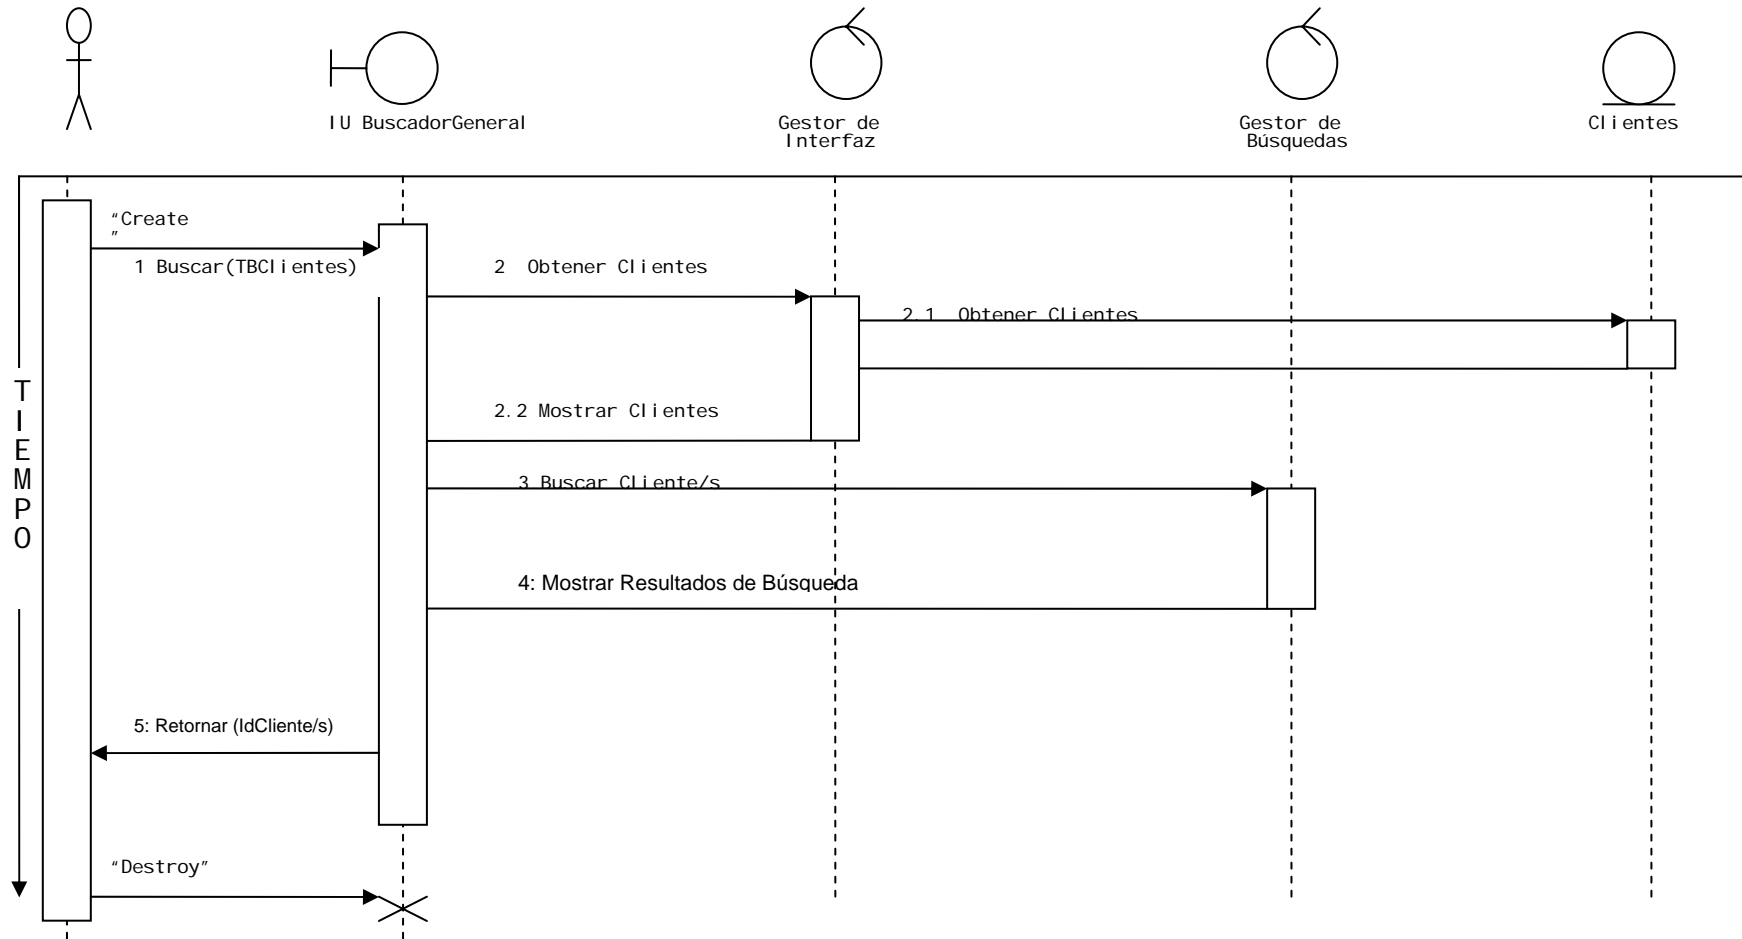 IU BuscadorGeneral
Gestor de
Interfaz
Gestor de
Búsquedas
Clientes
“Create
”
1 Buscar(TBClientes)
2 Obtener Clientes
2.1 Obtener Clientes
2.2 Mostrar Clientes
3 Buscar Cliente/s
4: Mostrar Resultados de Búsqueda
5: Retornar (IdCliente/s)
“Destroy”
TIEMPO